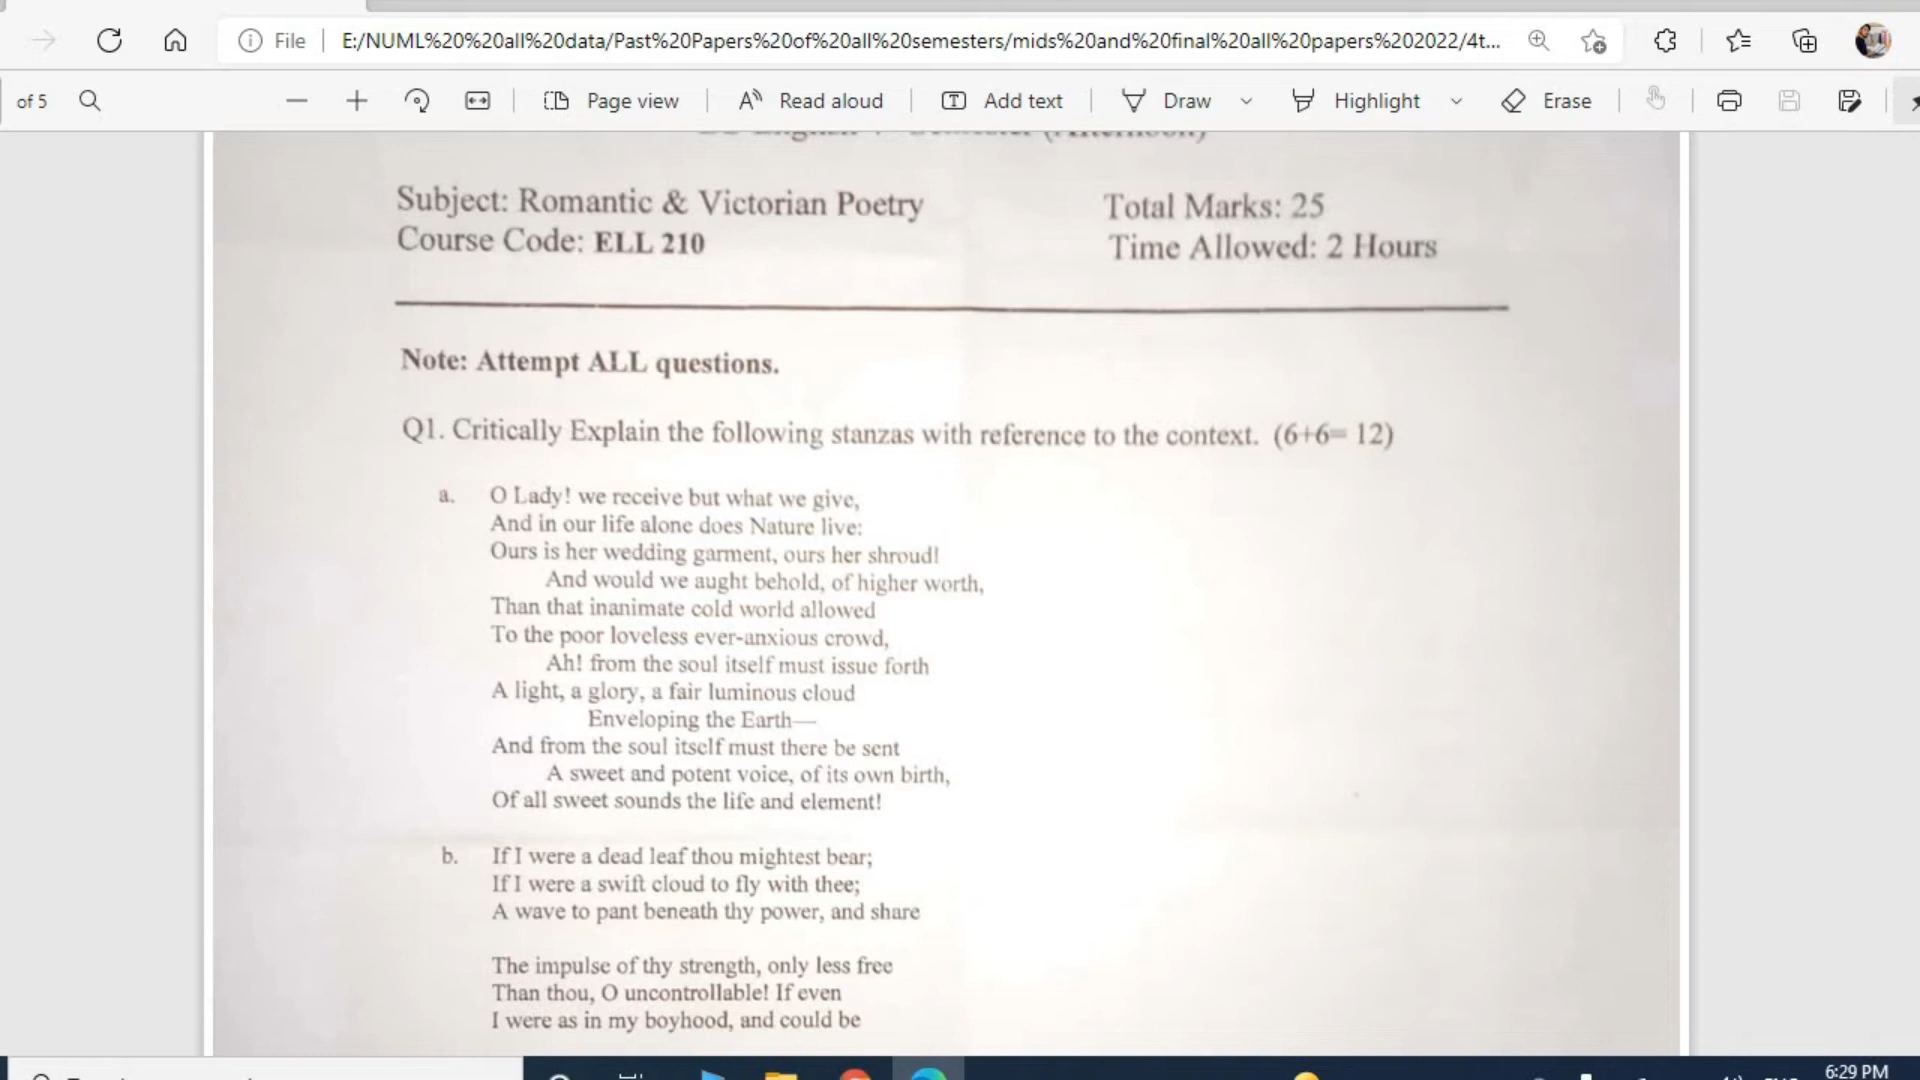 File
E:/NUML%20%20all%20data/Past%20Papers%20of%20all%20semesters/mids%20and%20final%20all%20papers%202022/4t...
of 5
Page view
Read aloud
Add text
Draw
Highlight
Erase
English
Semester (Afternoon)
Subject: Romantic & Victorian Poetry
Total Marks: 25
Course Code: ELL 210
Time Allowed: 2 Hours
Note: Attempt ALL questions.
Q1. Critically Explain the following stanzas with reference to the context. (6+6= 12)
a. O Lady! we receive but what we give,
And in our life alone does Nature live:
Ours is her wedding garment, ours her shroud!
And would we aught behold, of higher worth,
Than that inanimate cold world allowed
To the poor loveless ever-anxious crowd,
Ah! from the soul itself must issue forth
A light, a glory, a fair luminous cloud
Enveloping the Earth—
And from the soul itself must there be sent
A sweet and potent voice, of its own birth,
Of all sweet sounds the life and element!
b. If I were a dead leaf thou mightest bear;
If I were a swift cloud to fly with thee;
A wave to pant beneath thy power, and share
The impulse of thy strength, only less free
Than thou, O uncontrollable! If even
I were as in my boyhood, and could be
6:29 PM